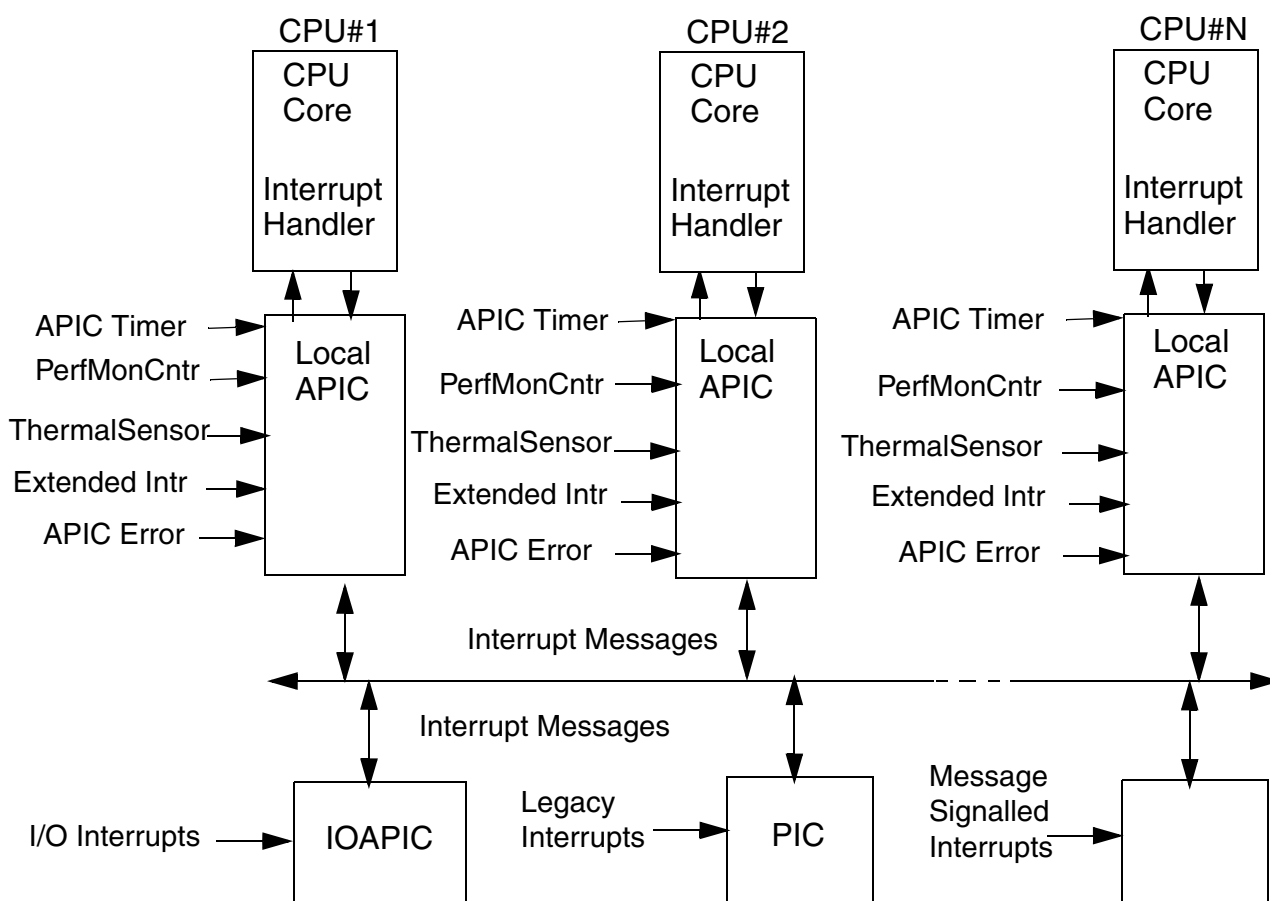 CPU#1
CPU
Core
Interrupt
Handler
APIC Timer
PerfMonCntr
ThermalSensor
Extended Intr
APIC Error
Local
APIC
CPU#2
CPU
Core
Interrupt
Handler
APIC Timer
PerfMonCntr
ThermalSensor
Extended Intr
APIC Error
Local
APIC
CPU#N
CPU
Core
Interrupt
Handler
APIC Timer
PerfMonCntr
ThermalSensor
Extended Intr
APIC Error
Local
APIC
Interrupt Messages
Interrupt Messages
I/O Interrupts
IOAPIC
Legacy
Interrupts
PIC
Message
Signalled
Interrupts